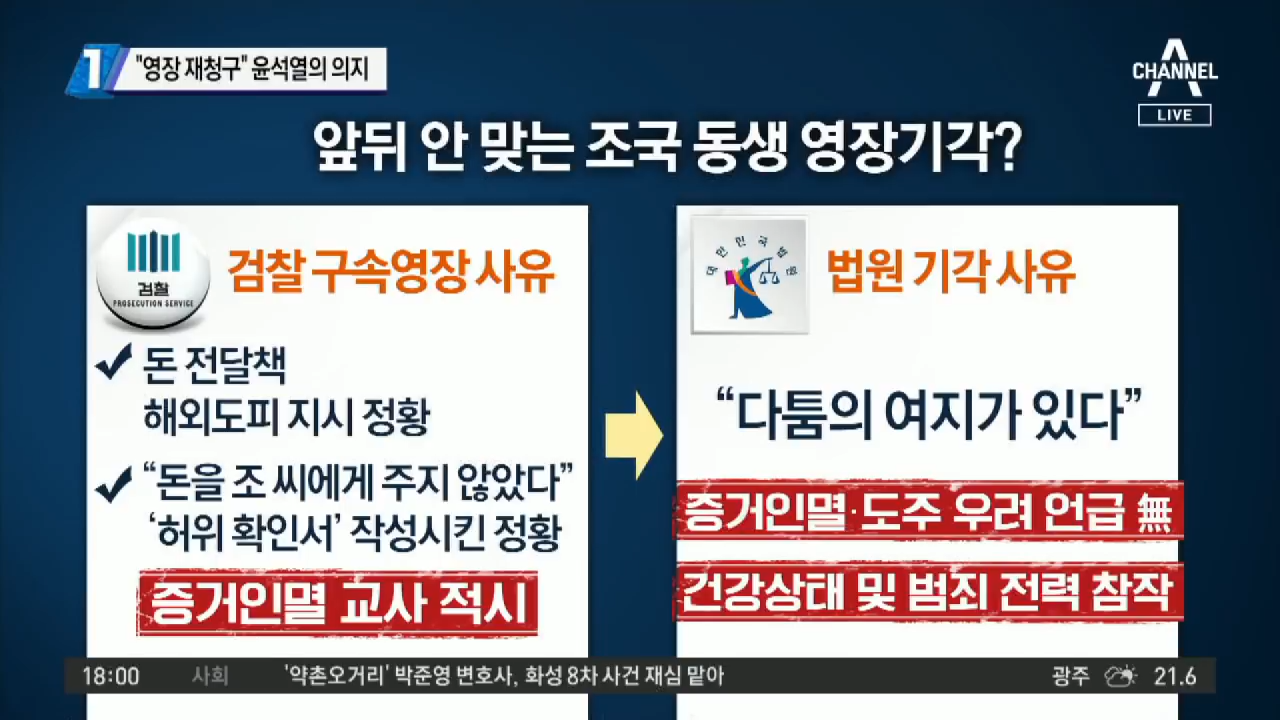 1 "영장 재청구" 윤석열의 의지
CHANNEL A
LIVE
앞뒤 안 맞는 조국 동생 영장기각?
검찰
PROSECUTION SERVICE
검찰 구속영장 사유
돈 전달책
해외도피 지시 정황
“돈을 조 씨에게 주지 않았다”
‘허위 확인서’ 작성시킨 정황
증거인멸 교사 적시
대한민국법원
법원 기각 사유
“다툼의 여지가 있다”
증거인멸·도주 우려 언급 無
건강상태 및 범죄 전력 참작
18:00 사회 '약촌오거리' 박준영 변호사, 화성 8차 사건 재심 맡아 광주 21.6